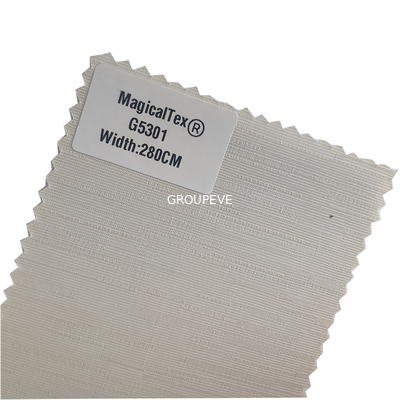 MagicalTex®
G5301
Width:280CM
GROUPEVE